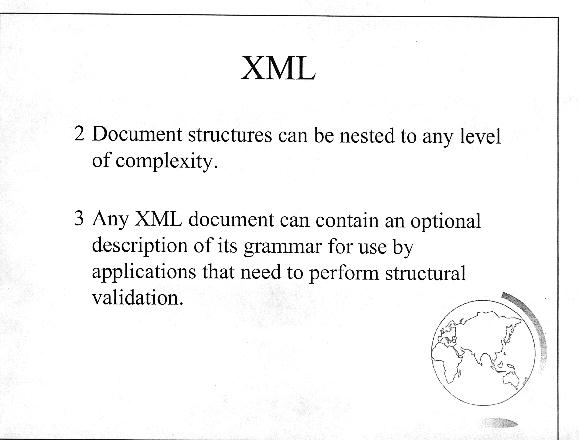 XML
2 Document structures can be nested to any level
of complexity.
3 Any XML document can contain an optional
description of its grammar for use by
applications that need to perform structural
validation.